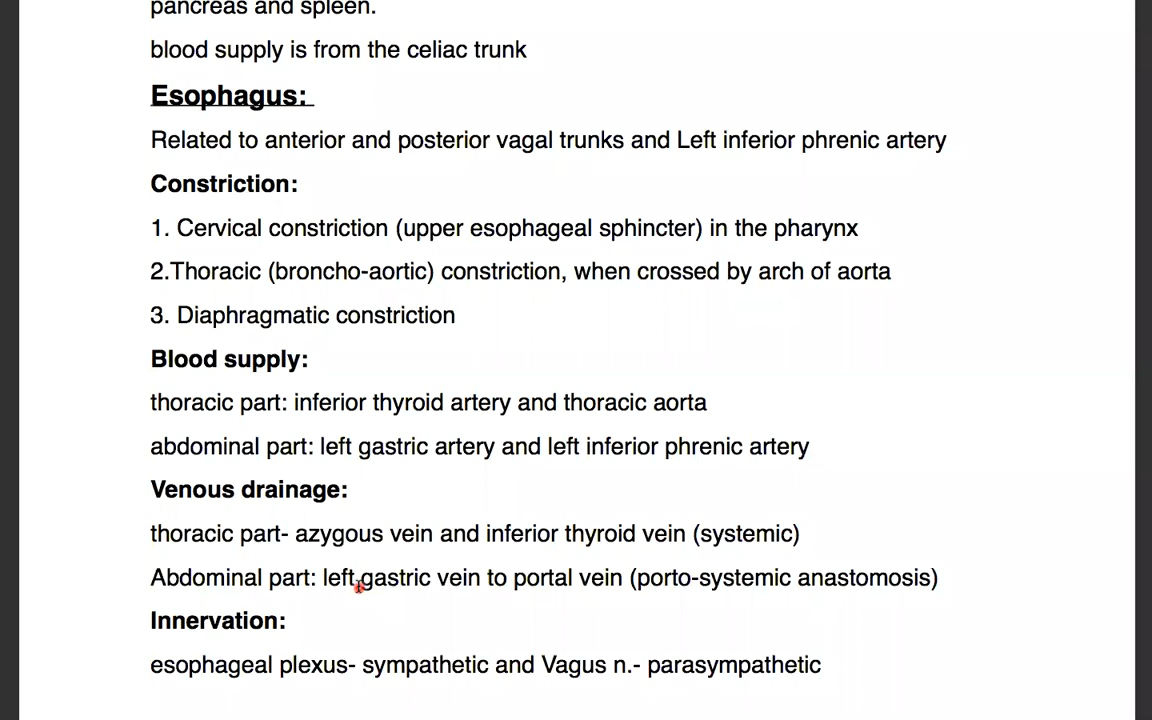 pancreas and spleen.
blood supply is from the celiac trunk
Esophagus:
Related to anterior and posterior vagal trunks and Left inferior phrenic artery
Constriction:
1. Cervical constriction (upper esophageal sphincter) in the pharynx
2.Thoracic (broncho-aortic) constriction, when crossed by arch of aorta
3. Diaphragmatic constriction
Blood supply:
thoracic part: inferior thyroid artery and thoracic aorta
abdominal part: left gastric artery and left inferior phrenic artery
Venous drainage:
thoracic part- azygous vein and inferior thyroid vein (systemic)
Abdominal part: left gastric vein to portal vein (porto-systemic anastomosis)
Innervation:
esophageal plexus- sympathetic and Vagus n.- parasympathetic